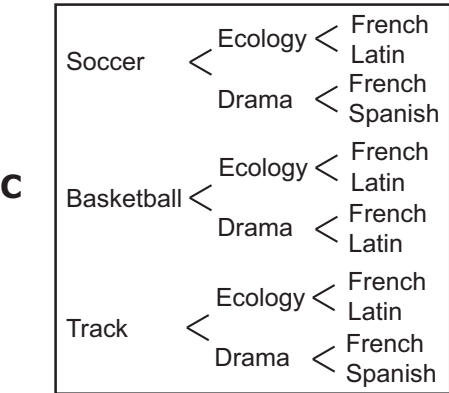 C
Soccer
Ecology
French
Latin
Drama
French
Spanish
Basketball
Ecology
French
Latin
Drama
French
Latin
Track
Ecology
French
Latin
Drama
French
Spanish